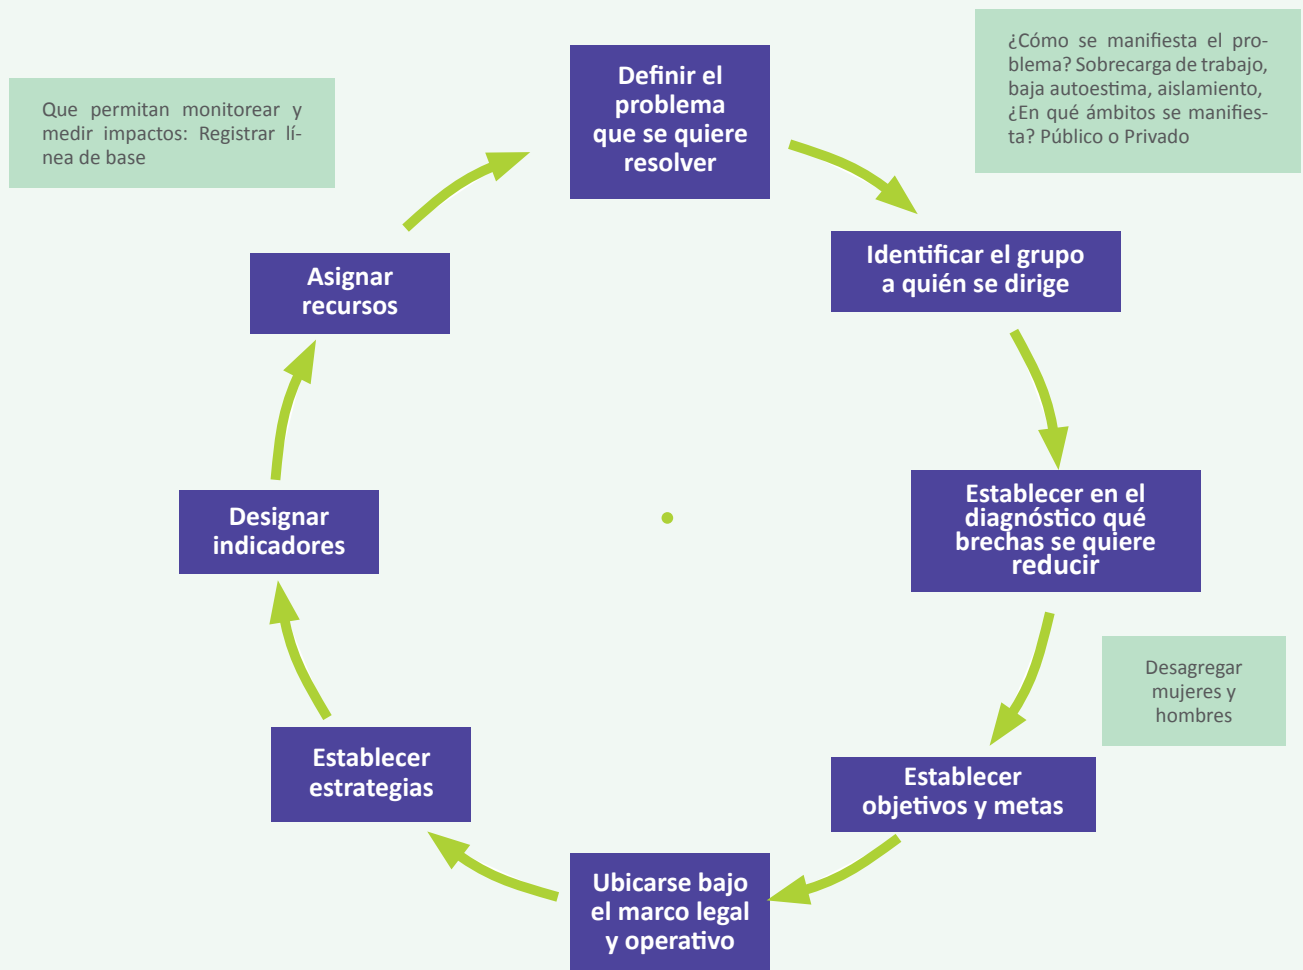 Definir el
problema
que se quiere
resolver
¿Cómo se manifiesta el pro-
blema? Sobrecarga de trabajo,
baja autoestima, aislamiento,
¿En qué ámbitos se manifies-
ta? Público o Privado
Identificar el grupo
a quién se dirige
Establecer en el
diagnóstico qué
brechas se quiere
reducir
Desagregar
mujeres y
hombres
Establecer
objetivos y metas
Ubicarse bajo
el marco legal
y operativo
Establecer
estrategias
Designar
indicadores
Asignar
recursos
Que permitan monitorear y
medir impactos: Registrar lí-
nea de base